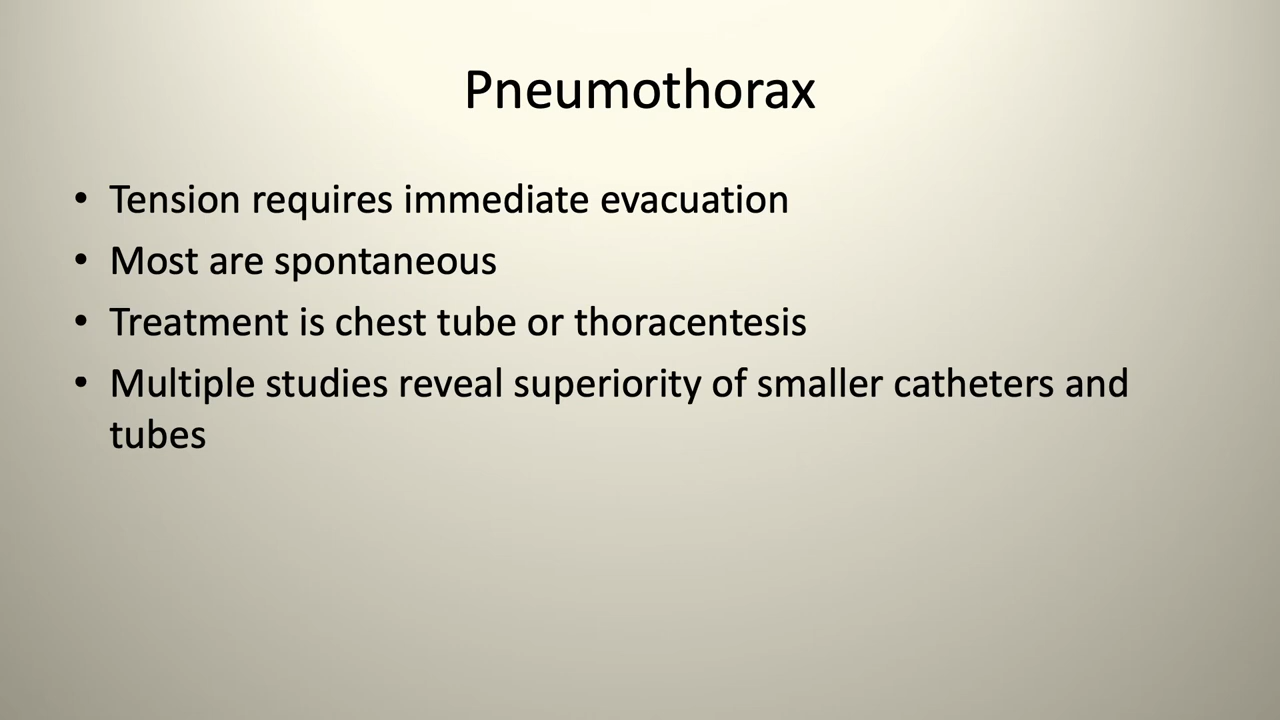 Pneumothorax
• Tension requires immediate evacuation
• Most are spontaneous
• Treatment is chest tube or thoracentesis
• Multiple studies reveal superiority of smaller catheters and
tubes